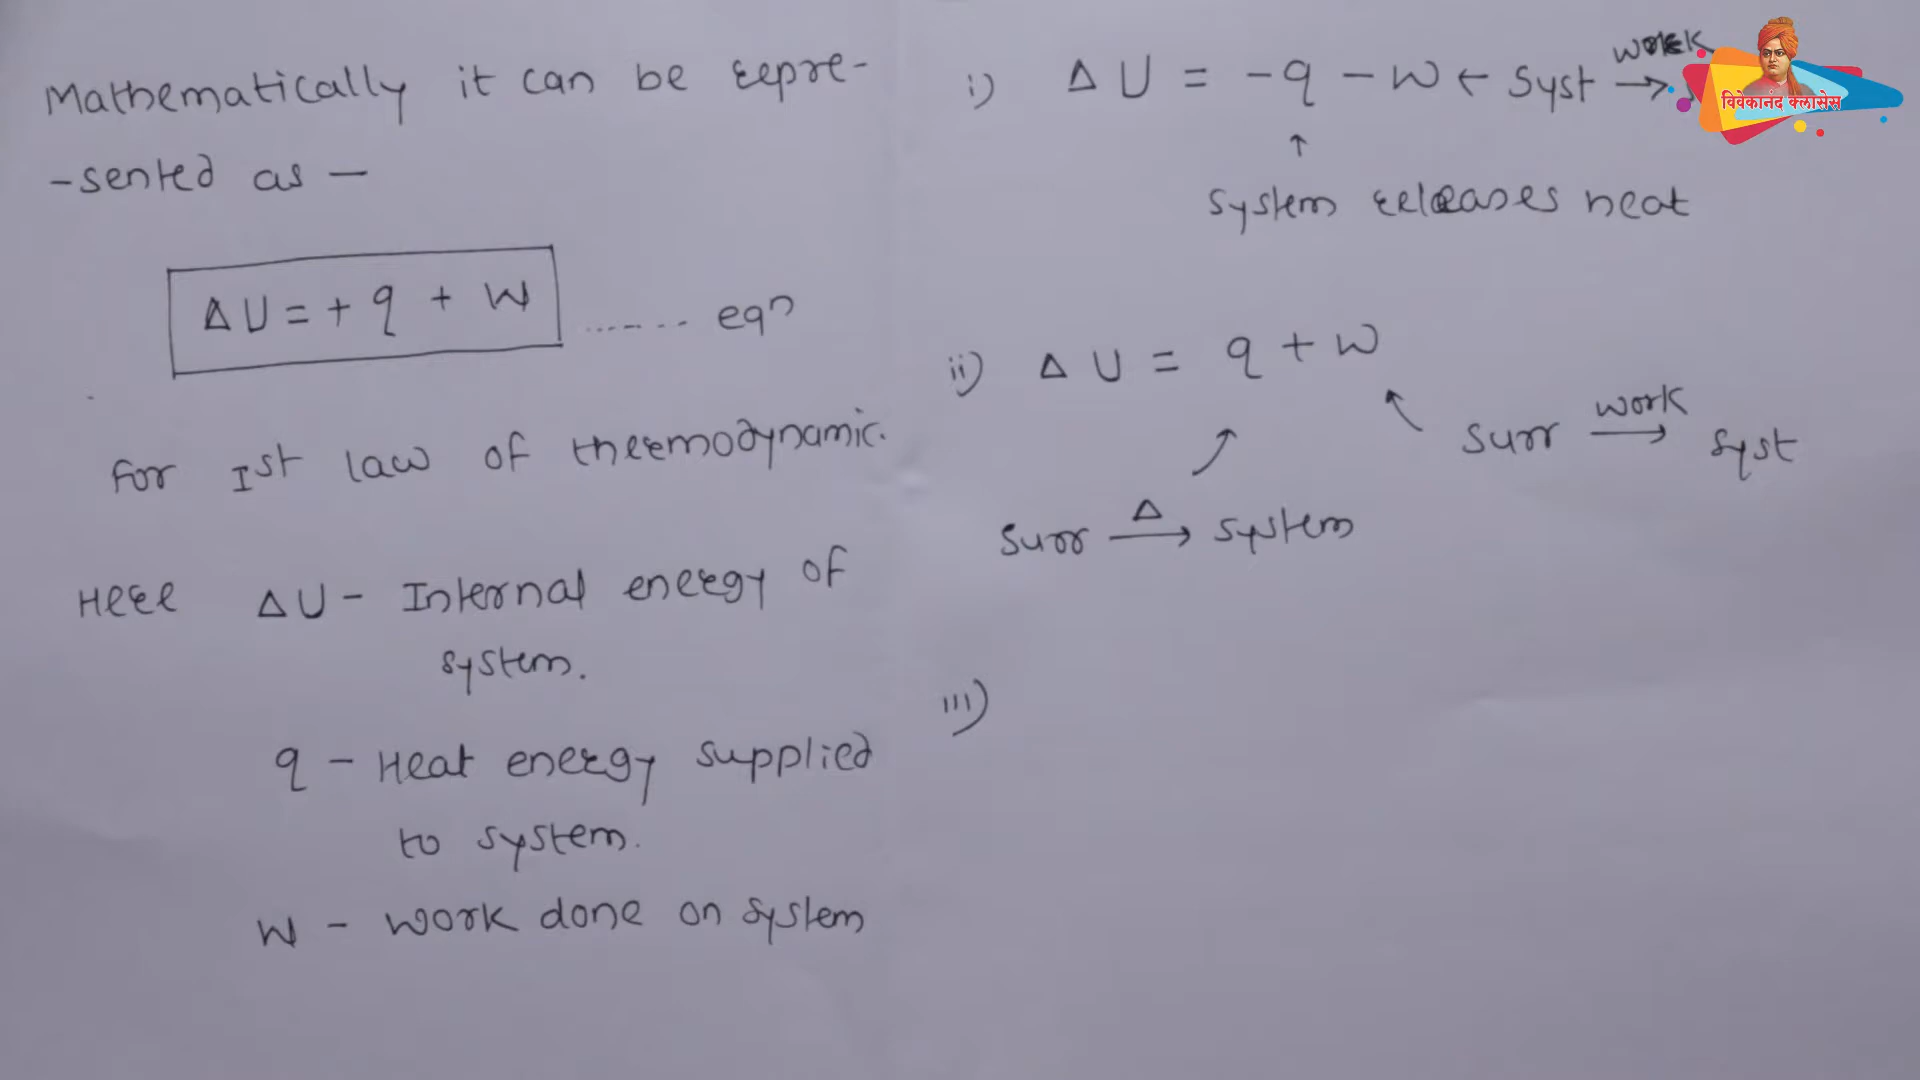 Mathematically it can be repre-
-sented as —
ΔU = + q + W ....... eqn
For Ist law of thermodynamic.
Here ΔU - Internal energy of
system.
q - Heat energy supplied
to system.
W - work done on system
i) ΔU = -q - W ← Syst ⟶ work
↑
system releases heat
ii) ΔU = q + W
Surr ⟶ work syst
Surr ⟶ Δ system
iii)
विवेकानंद क्लासेस